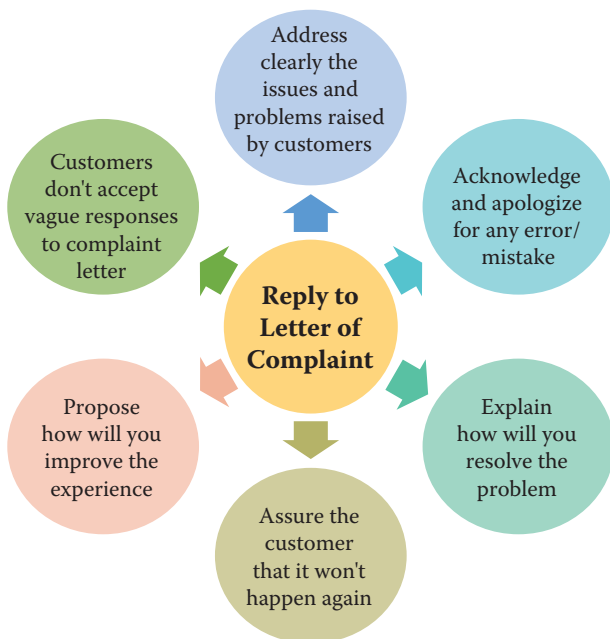 Address
clearly the
issues and
problems raised
by customers
Customers
don't accept
vague responses
to complaint
letter
Acknowledge
and apologize
for any error/
mistake
Reply to
Letter of
Complaint
Propose
how will you
improve the
experience
Explain
how will you
resolve the
problem
Assure the
customer
that it won't
happen again